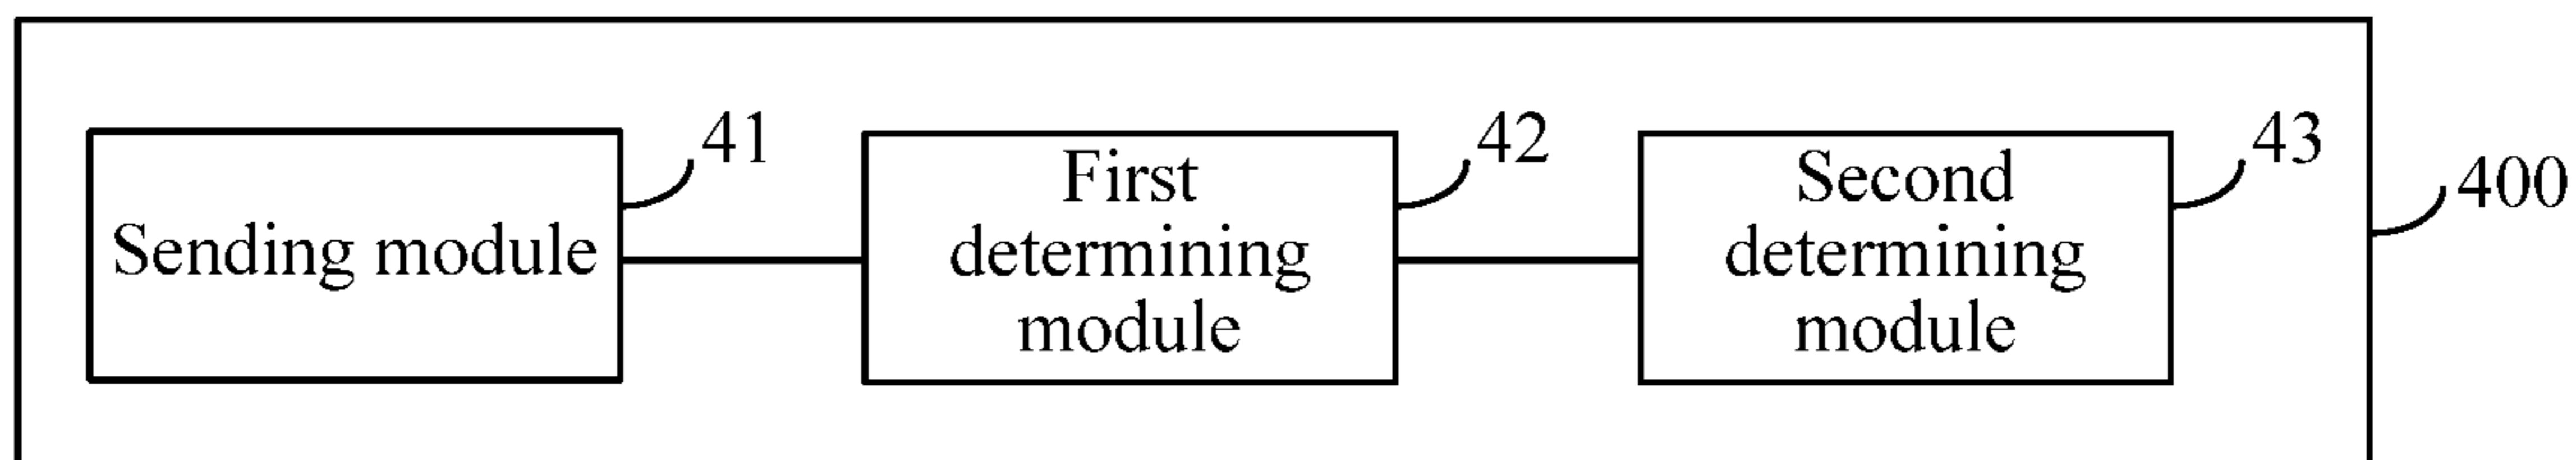 41
Sending module
42
First
determining
module
43
Second
determining
module
400